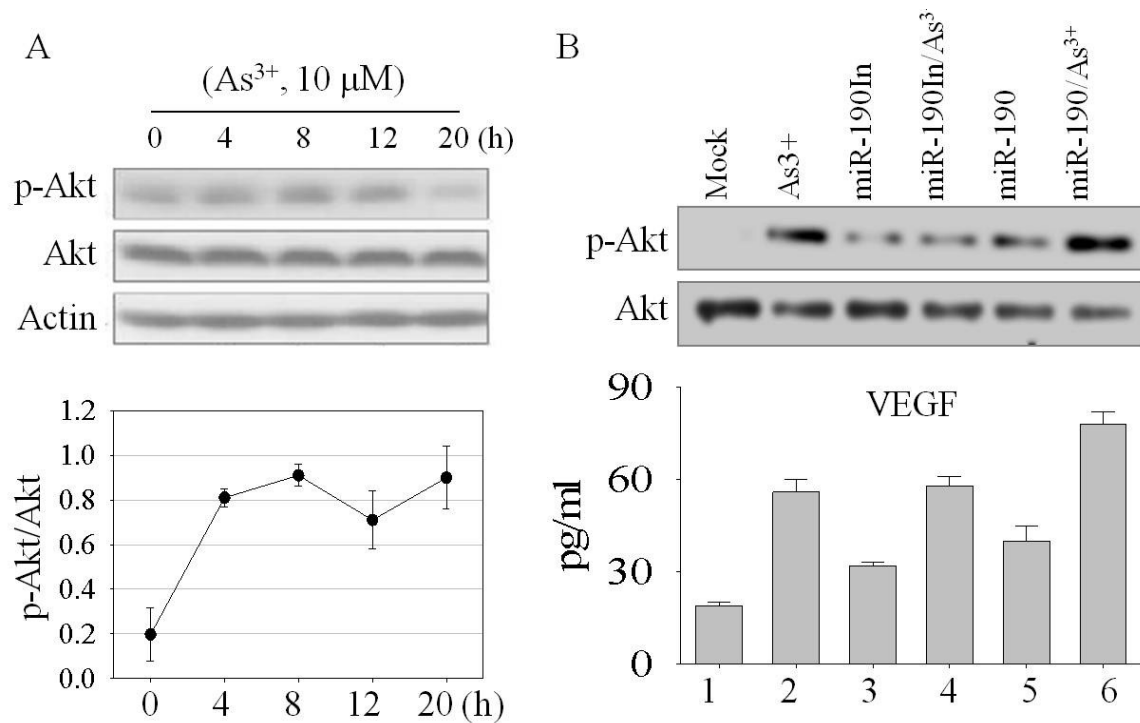 A
(As³⁺, 10 μM)
0 4 8 12 20 (h)
p-Akt
Akt
Actin
1.2
1.0
0.8
0.6
0.4
0.2
0.0
p-Akt/Akt
0 4 8 12 20 (h)
B
Mock
As3+
miR-190In
miR-190In/As³
miR-190
miR-190/As³⁺
p-Akt
Akt
VEGF
90
60
30
0
pg/ml
1 2 3 4 5 6